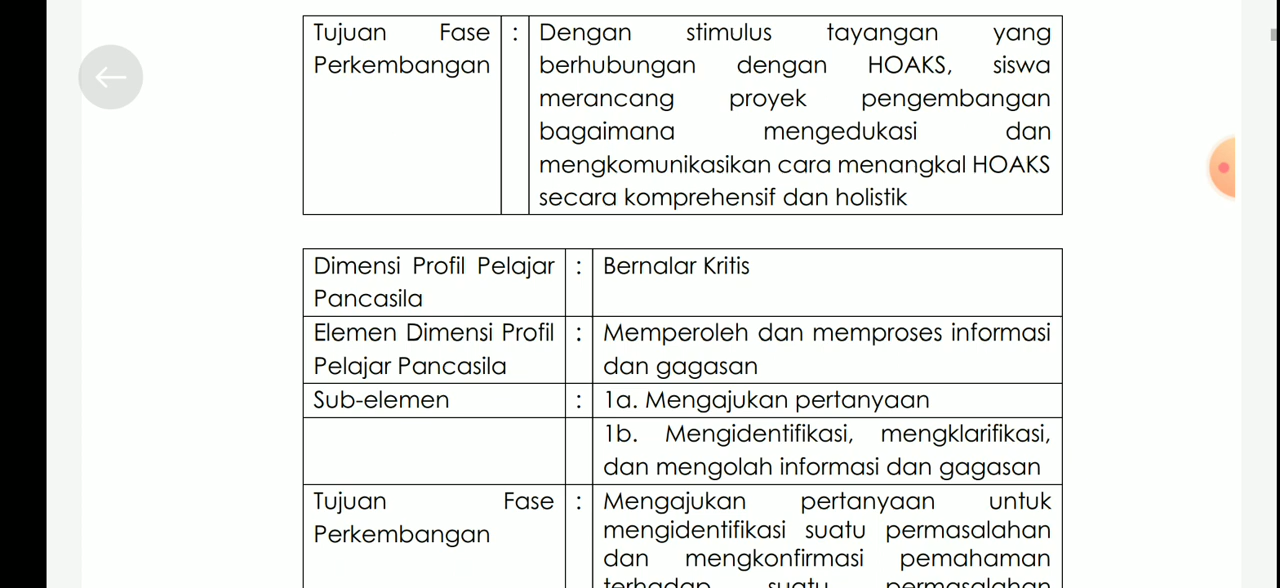 Tujuan Fase : Dengan stimulus tayangan yang
Perkembangan berhubungan dengan HOAKS, siswa
merancang proyek pengembangan
bagaimana mengedukasi dan
mengkomunikasikan cara menangkal HOAKS
secara komprehensif dan holistik
Dimensi Profil Pelajar : Bernalar Kritis
Pancasila
Elemen Dimensi Profil : Memperoleh dan memproses informasi
Pelajar Pancasila dan gagasan
Sub-elemen : 1a. Mengajukan pertanyaan
1b. Mengidentifikasi, mengklarifikasi,
dan mengolah informasi dan gagasan
Tujuan Fase : Mengajukan pertanyaan untuk
Perkembangan mengidentifikasi suatu permasalahan
dan mengkonfirmasi pemahaman
terhadap suatu permasalahan